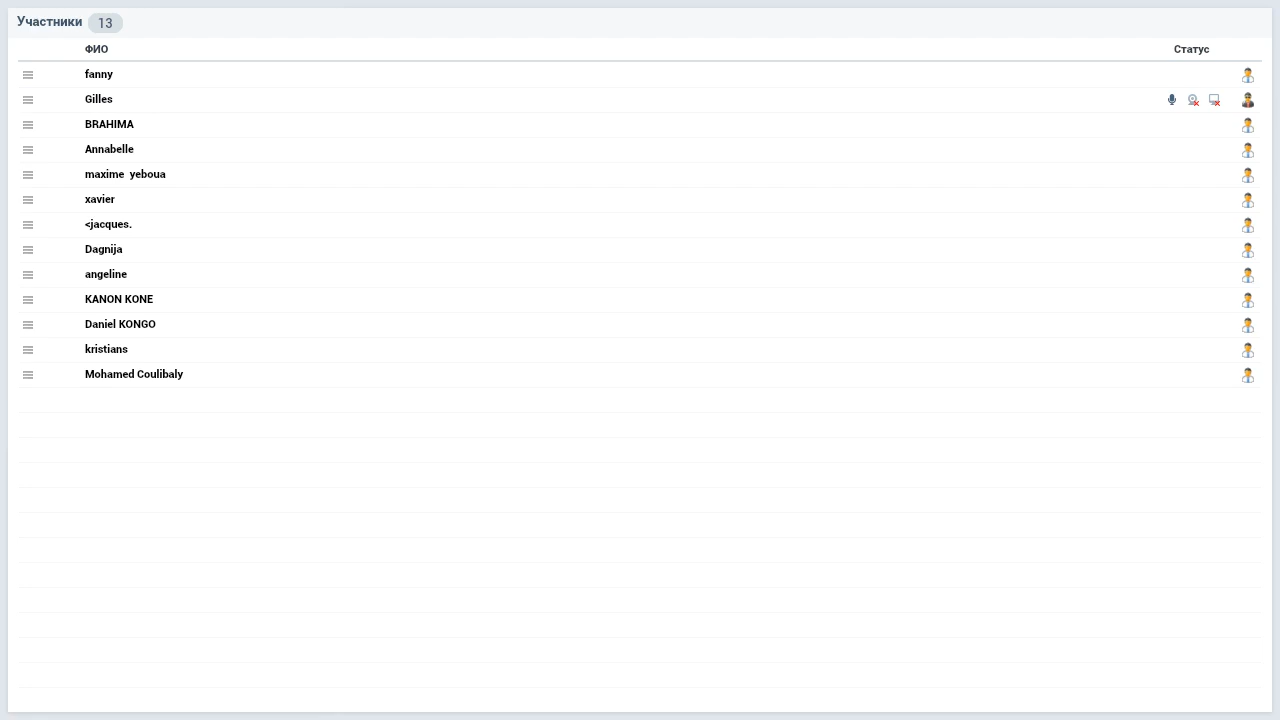 Участники 13
ФИО Статус
fanny
Gilles
BRAHIMA
Annabelle
maxime  yeboua
xavier
<jacques.
Dagnija
angeline
KANON KONE
Daniel KONGO
kristians
Mohamed Coulibaly